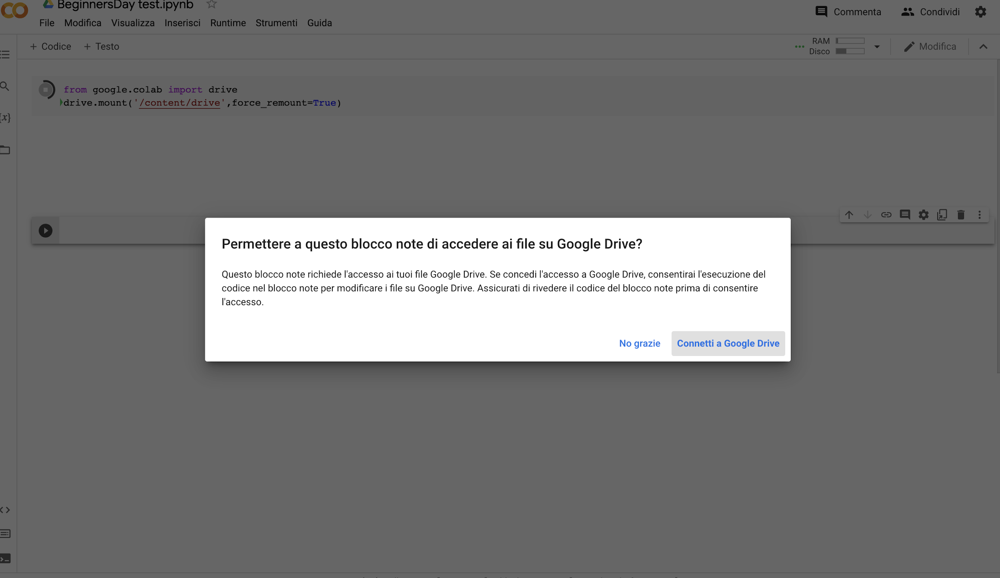 BeginnersDay test.ipynb
File Modifica Visualizza Inserisci Runtime Strumenti Guida
Commenta Condividi
+ Codice + Testo
RAM
Disco
Modifica
from google.colab import drive
drive.mount('/content/drive',force_remount=True)
{x}
Permettere a questo blocco note di accedere ai file su Google Drive?
Questo blocco note richiede l'accesso ai tuoi file Google Drive. Se concedi l'accesso a Google Drive, consentirai l'esecuzione del
codice nel blocco note per modificare i file su Google Drive. Assicurati di rivedere il codice del blocco note prima di consentire
l'accesso.
No grazie Connetti a Google Drive